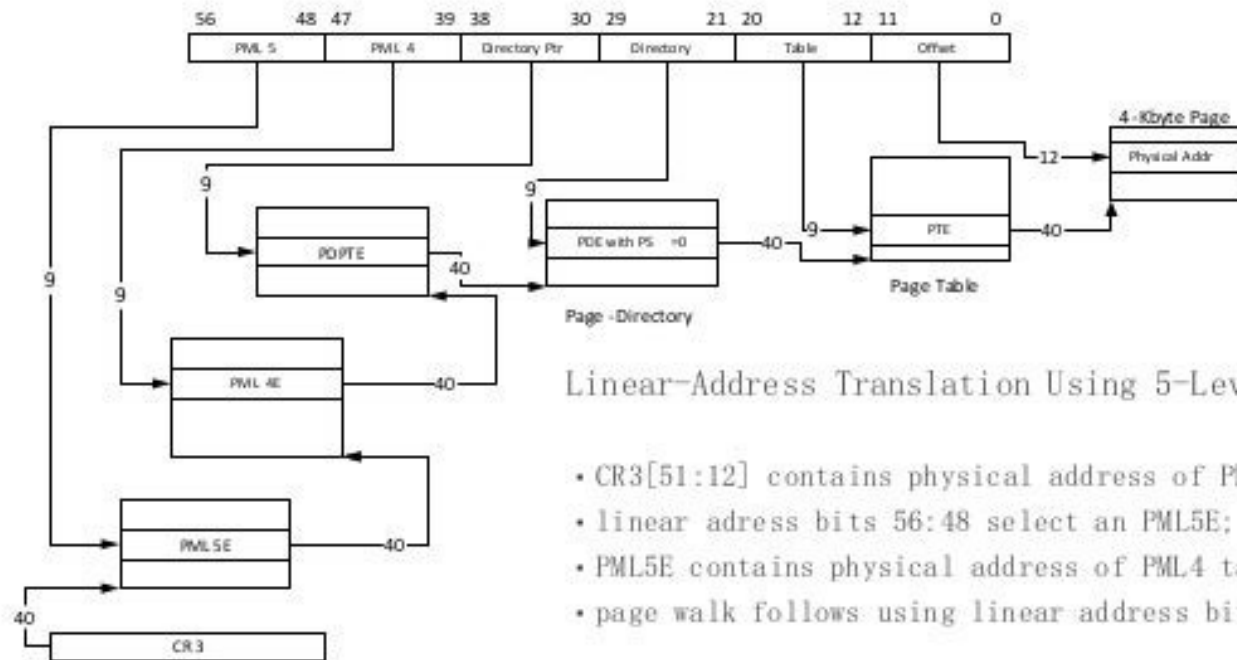 56 48 47 39 38 30 29 21 20 12 11 0
PML 5 PML 4 Directory Ptr Directory Table Offset
4-Kbyte Page
12 Physical Addr
9 9
PDPTE 40 PDE with PS =0 40 9 PTE 40
Page Table
Page -Directory
9 9
PML 4E 40
Linear-Address Translation Using 5-Lev
CR3[51:12] contains physical address of P
linear adress bits 56:48 select an PML5E;
PML5E 40
PML5E contains physical address of PML4 ta
page walk follows using linear address bi
40
CR3